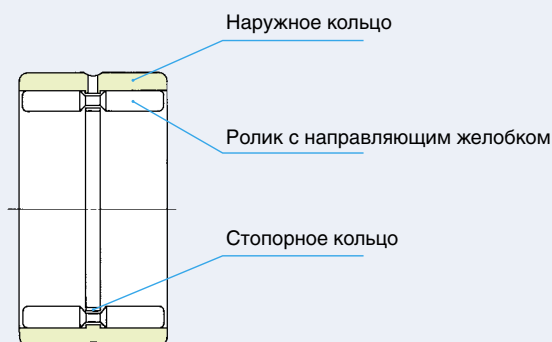 Наружное кольцо
Ролик с направляющим желобком
Стопорное кольцо